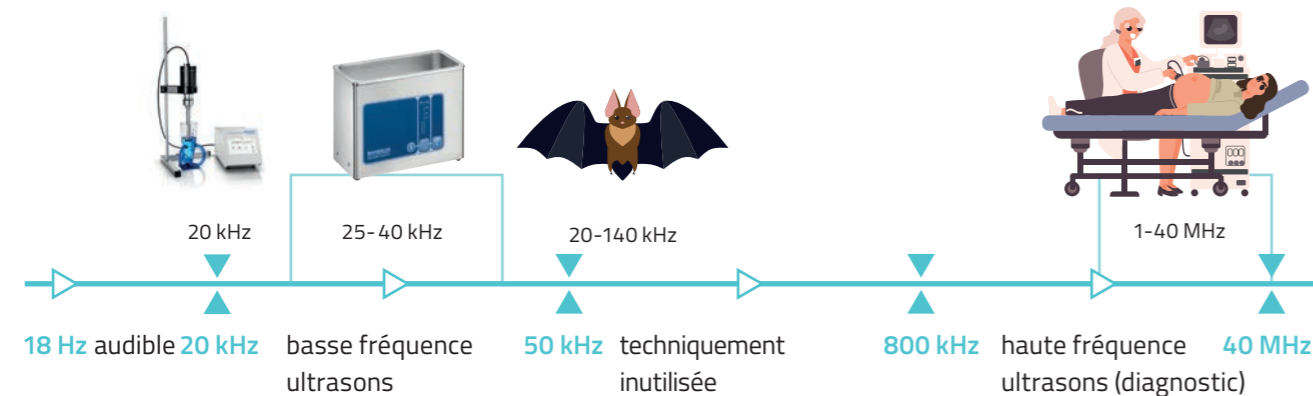 20 kHz
25-40 kHz
20-140 kHz
1-40 MHz
18 Hz audible 20 kHz
basse fréquence
ultrasons
50 kHz techniquement
inutilisée
800 kHz haute fréquence
ultrasons (diagnostic)
40 MHz